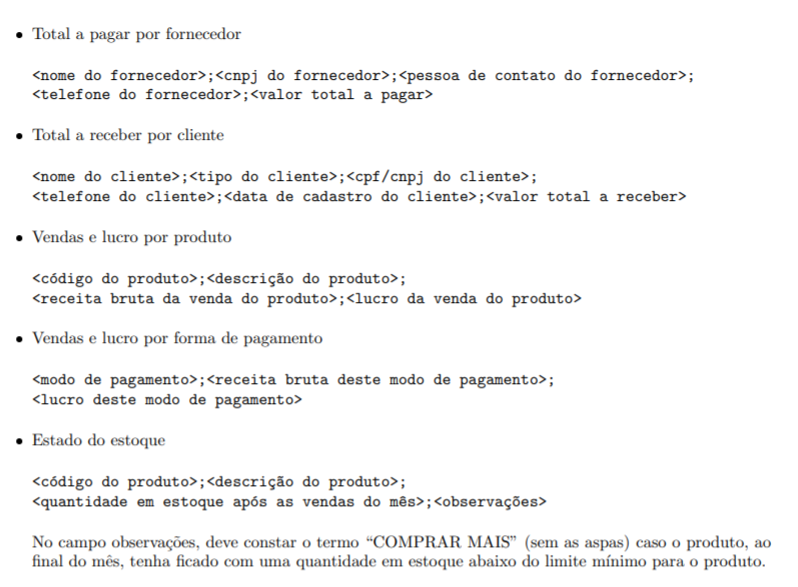 • Total a pagar por fornecedor
<nome do fornecedor>;<cnpj do fornecedor>;<pessoa de contato do fornecedor>;
<telefone do fornecedor>;<valor total a pagar>
• Total a receber por cliente
<nome do cliente>;<tipo do cliente>;<cpf/cnpj do cliente>;
<telefone do cliente>;<data de cadastro do cliente>;<valor total a receber>
• Vendas e lucro por produto
<código do produto>;<descrição do produto>;
<receita bruta da venda do produto>;<lucro da venda do produto>
• Vendas e lucro por forma de pagamento
<modo de pagamento>;<receita bruta deste modo de pagamento>;
<lucro deste modo de pagamento>
• Estado do estoque
<código do produto>;<descrição do produto>;
<quantidade em estoque após as vendas do mês>;<observações>
No campo observações, deve constar o termo “COMPRAR MAIS” (sem as aspas) caso o produto, ao
final do mês, tenha ficado com uma quantidade em estoque abaixo do limite mínimo para o produto.